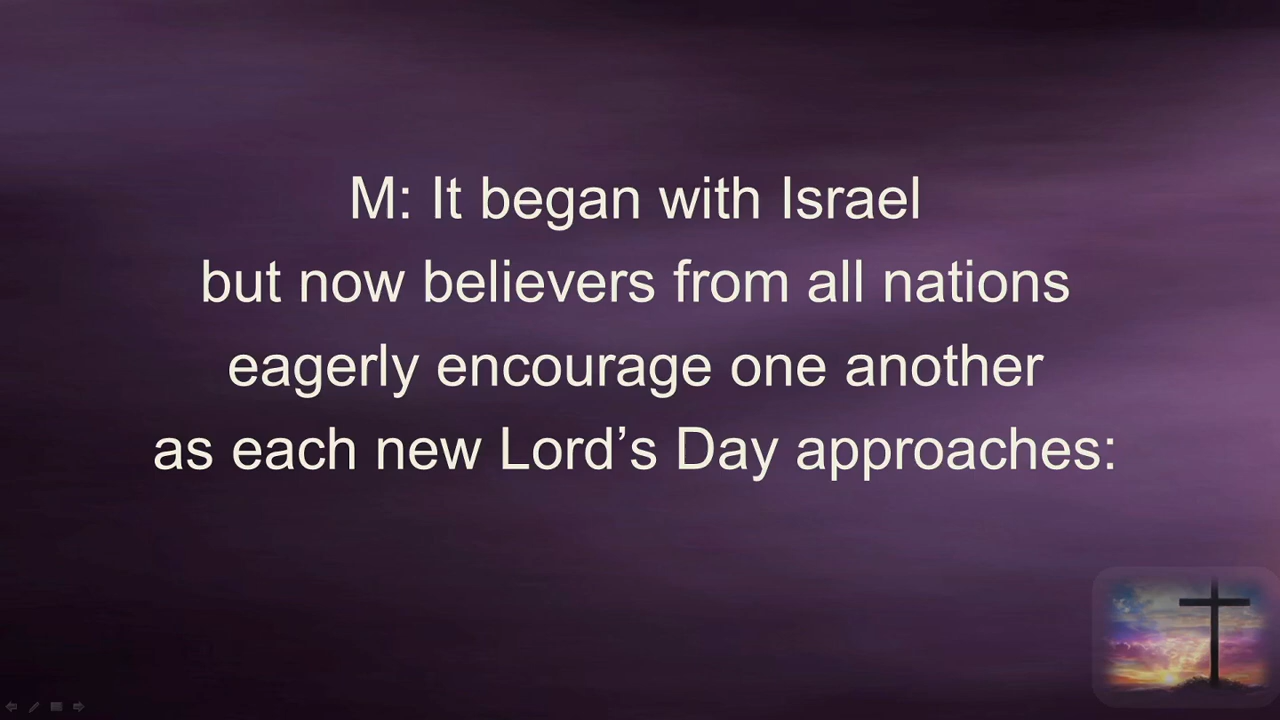 M: It began with Israel
but now believers from all nations
eagerly encourage one another
as each new Lord’s Day approaches: